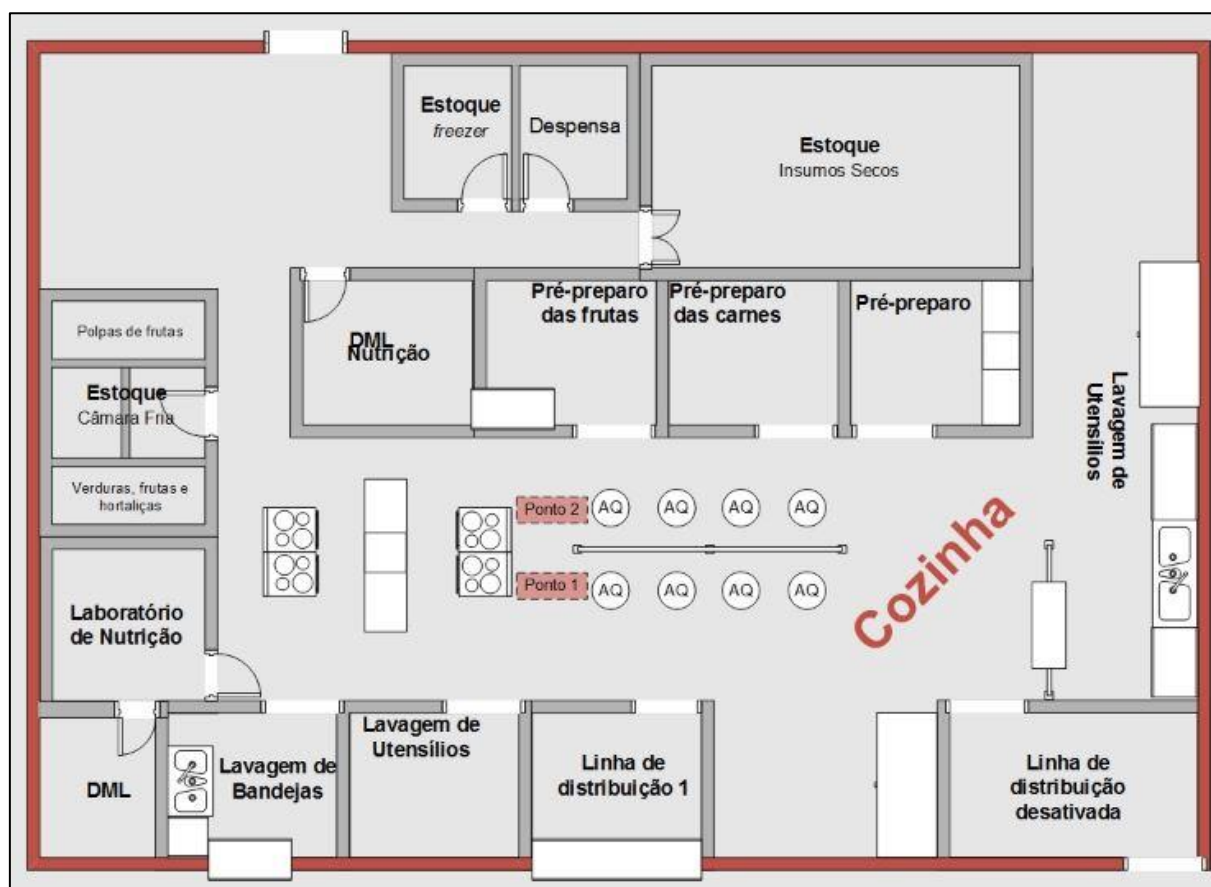 Estoque
freezer
Despensa
Estoque
Insumos Secos
Pré-preparo
das frutas
Pré-preparo
das carnes
Pré-preparo
DML
Nutrição
Polpas de frutas
Estoque
Câmara Fria
Verduras, frutas e
hortaliças
Lavagem de
Utensílios
Ponto 2
AQ
AQ
AQ
AQ
Ponto 1
AQ
AQ
AQ
AQ
Cozinha
Laboratório
de Nutrição
DML
Lavagem de
Bandejas
Lavagem de
Utensílios
Linha de
distribuição 1
Linha de
distribuição
desativada